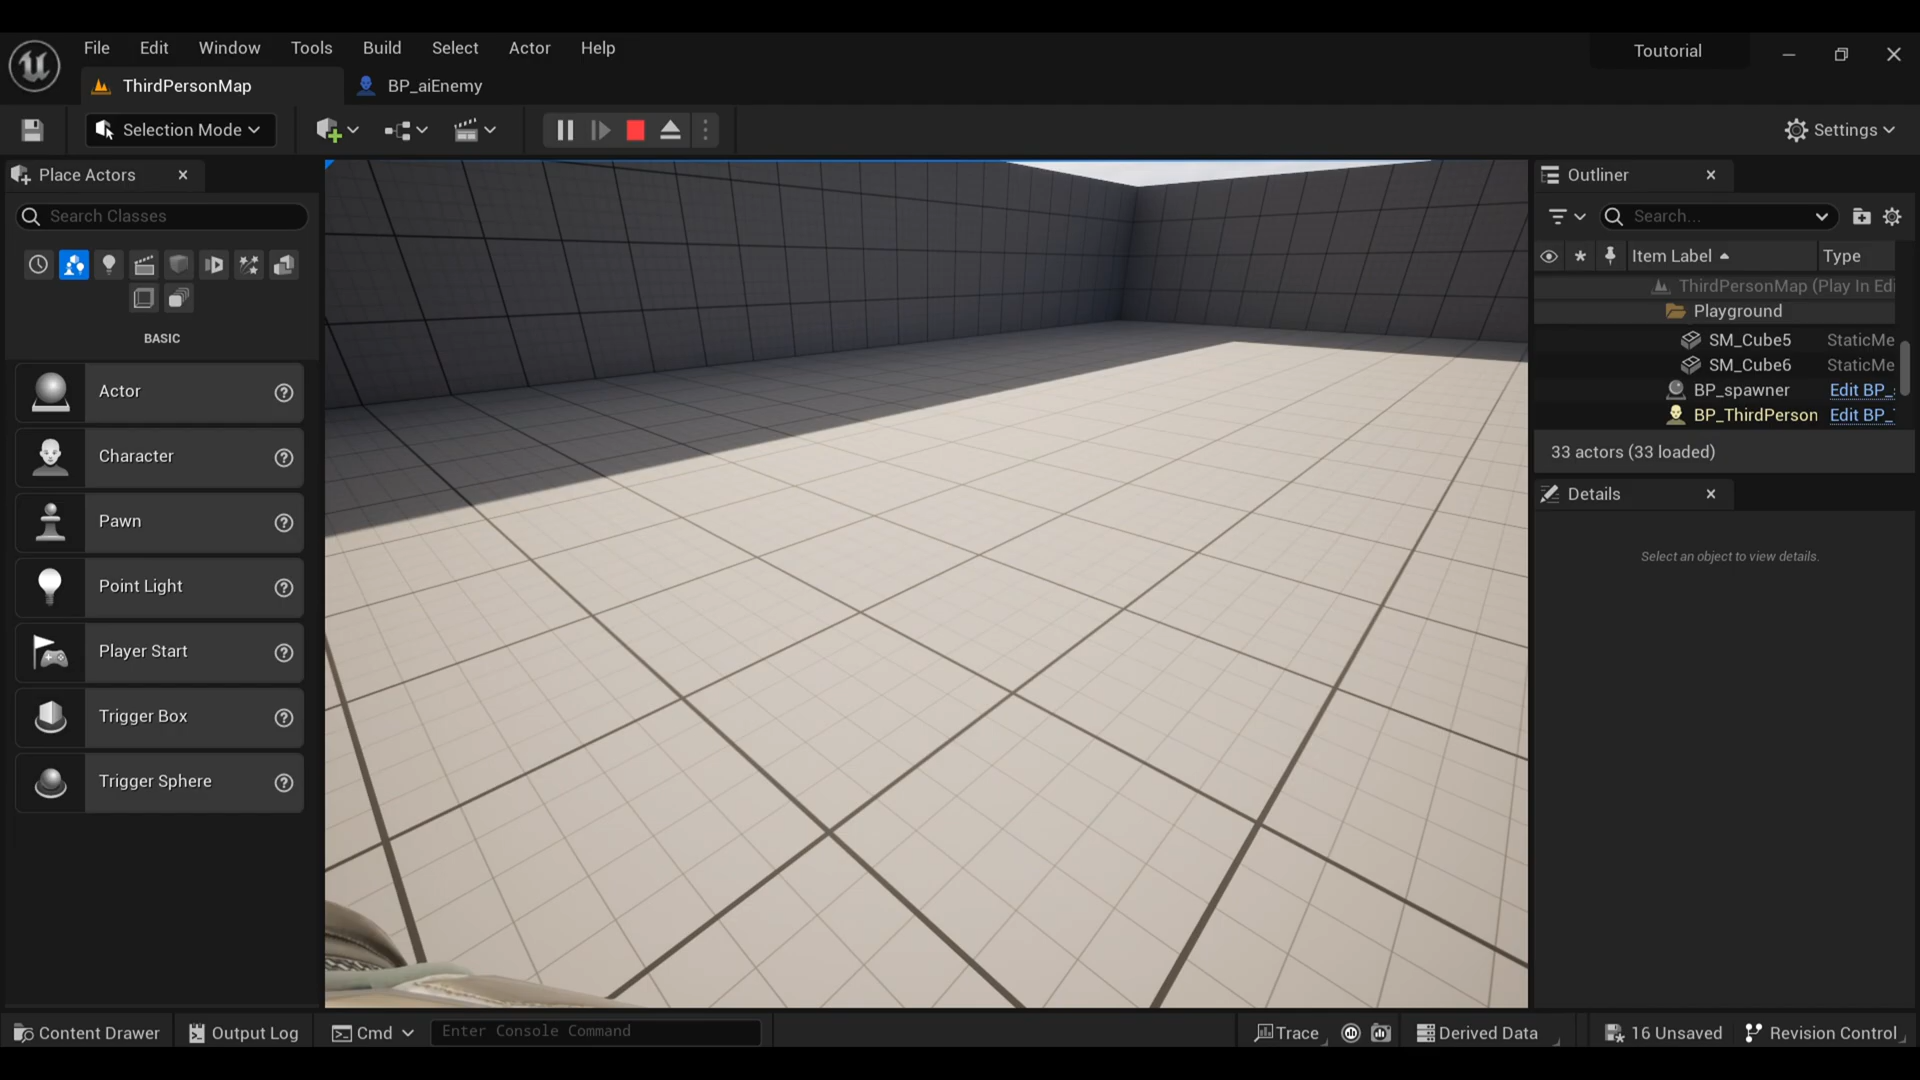 File Edit Window Tools Build Select Actor Help
Toutorial
ThirdPersonMap
BP_aiEnemy
Selection Mode
Settings
Place Actors
Search Classes
BASIC
Actor
Character
Pawn
Point Light
Player Start
Trigger Box
Trigger Sphere
Outliner
Search...
Item Label Type
ThirdPersonMap (Play In Edi
Playground
SM_Cube5 StaticMe
SM_Cube6 StaticMe
BP_spawner Edit BP_
BP_ThirdPerson Edit BP_
33 actors (33 loaded)
Details
Select an object to view details.
Content Drawer Output Log Cmd Enter Console Command Trace Derived Data 16 Unsaved Revision Control